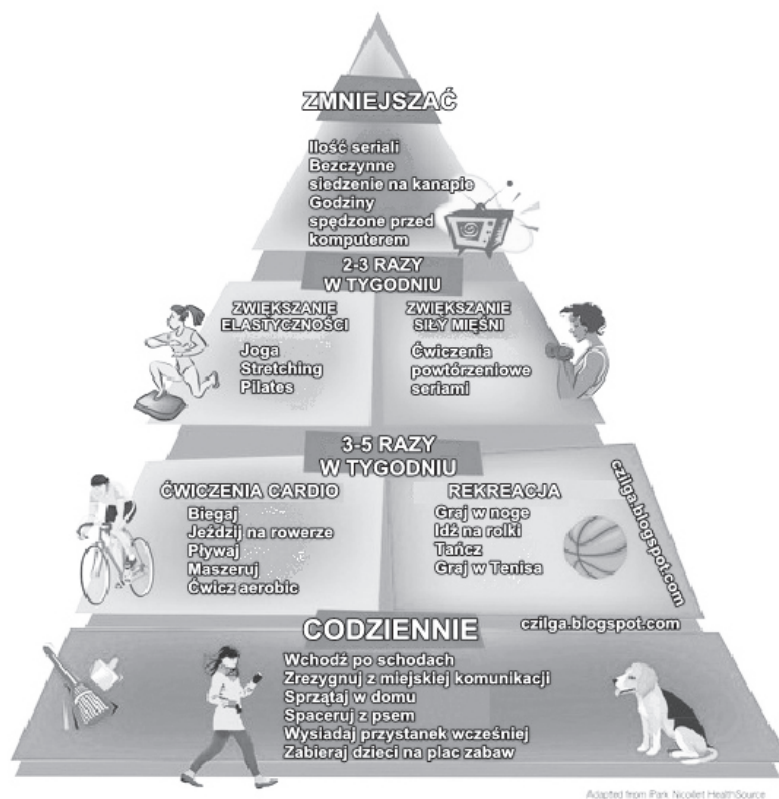 ZMNIEJSZAĆ
Ilość seriali
Bezczynne
siedzenie na kanapie
Godziny
spędzone przed
komputerem
2-3 RAZY
W TYGODNIU
ZWIĘKSZANIE
ELASTYCZNOŚCI
Joga
Stretching
Pilates
ZWIĘKSZANIE
SIŁY MIĘŚNI
Ćwiczenia
powtórzeniowe
seriami
3-5 RAZY
W TYGODNIU
ĆWICZENIA CARDIO
Biegaj
Jeździj na rowerze
Pływaj
Maszeruj
Ćwicz aerobic
REKREACJA
Graj w noge
Idź na rolki
Tańcz
Graj w Tenisa
czilga.blogspot.com
CODZIENNIE
czilga.blogspot.com
Wchodź po schodach
Zrezygnuj z miejskiej komunikacji
Sprzątaj w domu
Spaceruj z psem
Wysiadaj przystanek wcześniej
Zabieraj dzieci na plac zabaw
Adapted from Park Nicollet HealthSource